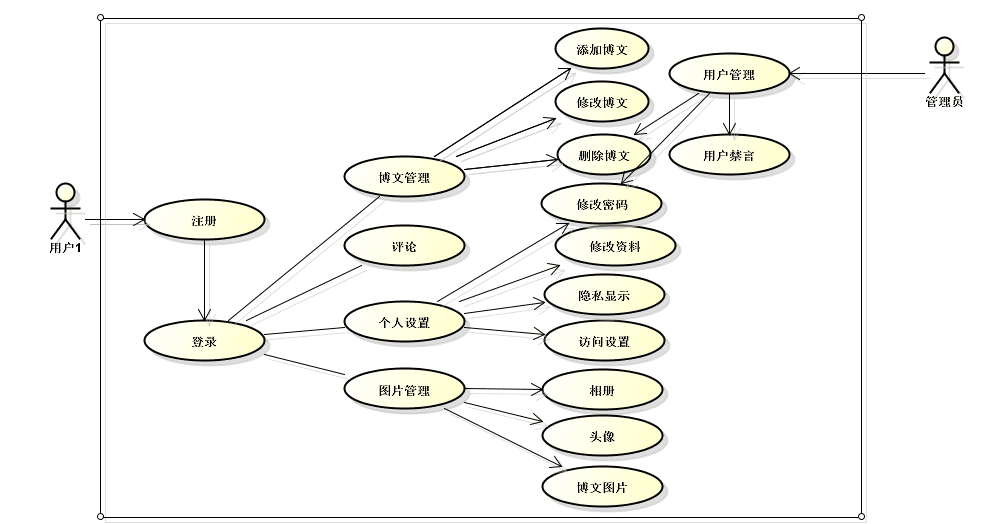 添加博文
用户管理
管理员
修改博文
删除博文
用户禁言
博文管理
修改密码
用户1
注册
评论
修改资料
隐私显示
个人设置
登录
访问设置
图片管理
相册
头像
博文图片